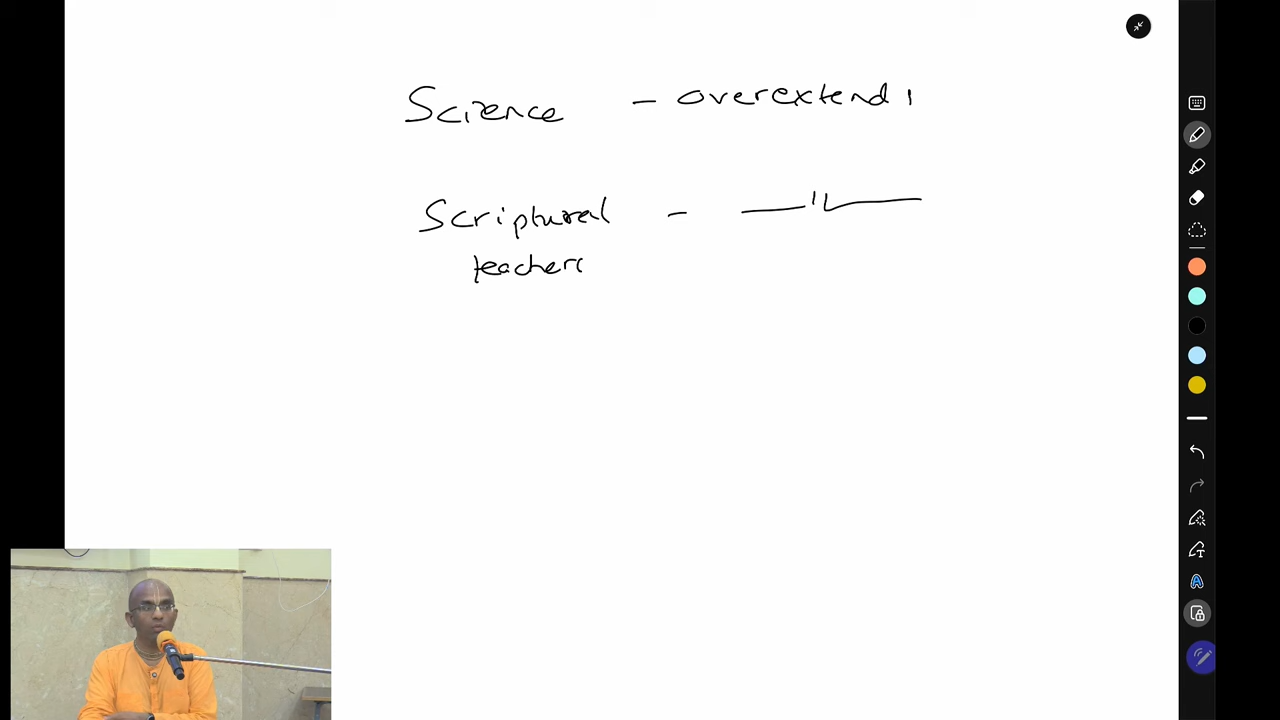 Science - overextend
Scriptural - —"—
teachers